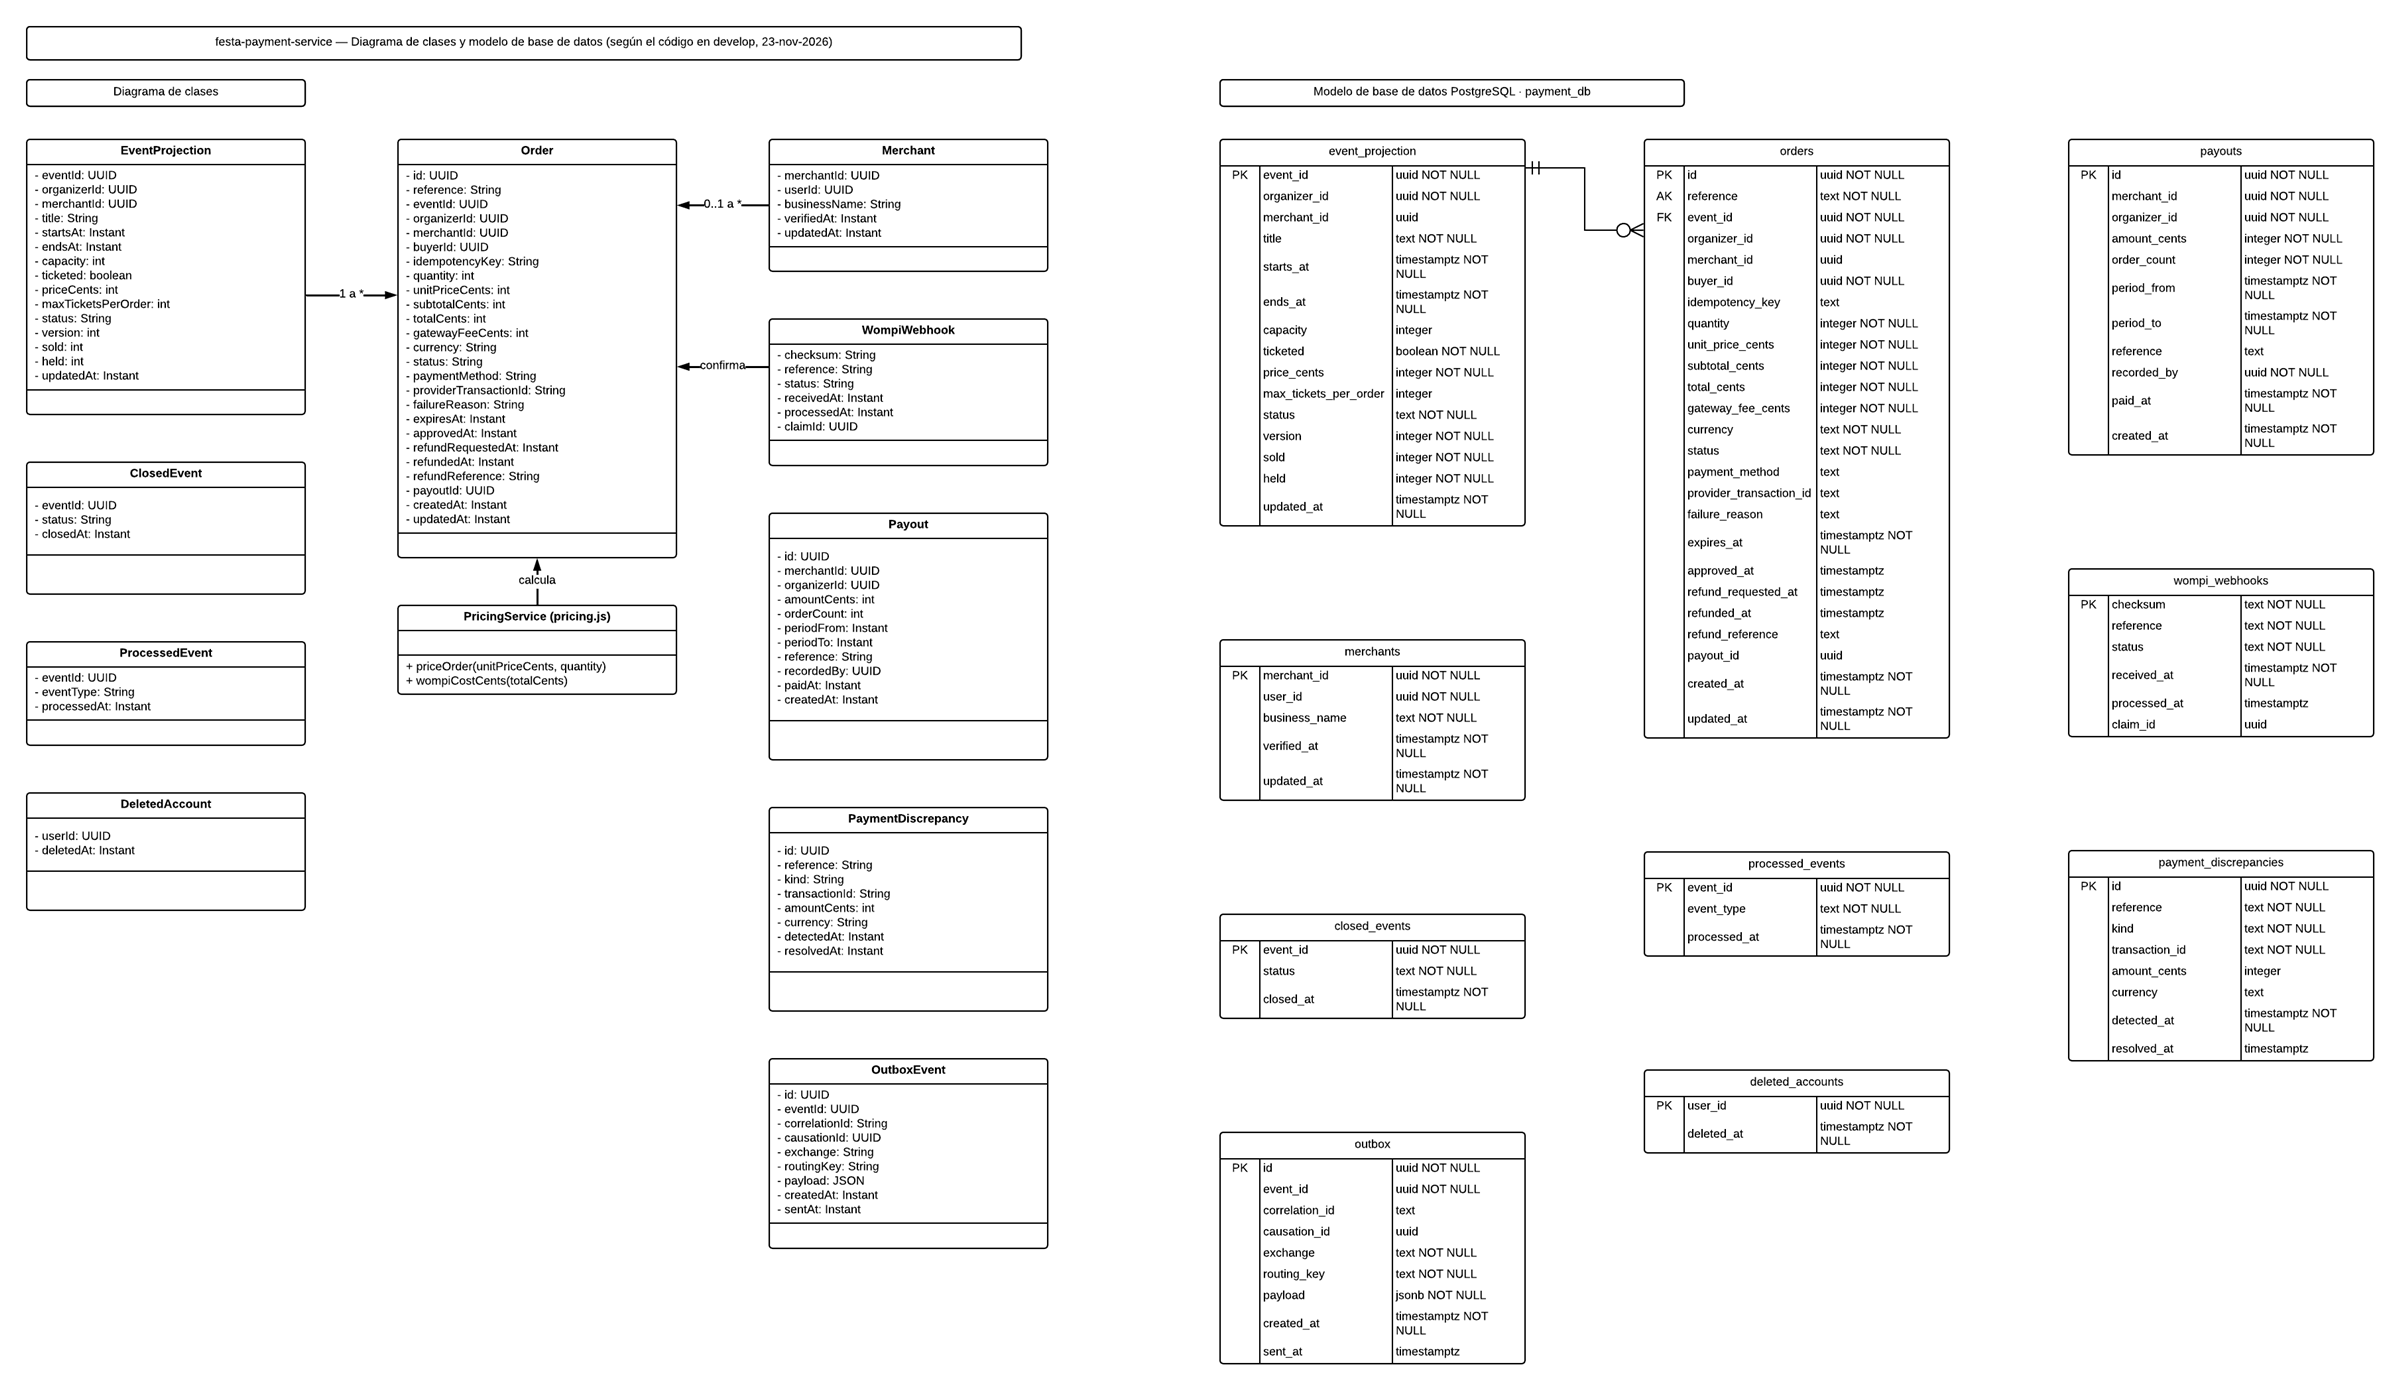 festa-payment-service — Diagrama de clases y modelo de base de datos (según el código en develop, 23-nov-2026)
Diagrama de clases
EventProjection
- eventId: UUID
- organizerId: UUID
- merchantId: UUID
- title: String
- startsAt: Instant
- endsAt: Instant
- capacity: int
- ticketed: boolean
- priceCents: int
- maxTicketsPerOrder: int
- status: String
- version: int
- sold: int
- held: int
- updatedAt: Instant
1 a *
ClosedEvent
- eventId: UUID
- status: String
- closedAt: Instant
ProcessedEvent
- eventId: UUID
- eventType: String
- processedAt: Instant
DeletedAccount
- userId: UUID
- deletedAt: Instant
Order
- id: UUID
- reference: String
- eventId: UUID
- organizerId: UUID
- merchantId: UUID
- buyerId: UUID
- idempotencyKey: String
- quantity: int
- unitPriceCents: int
- subtotalCents: int
- totalCents: int
- gatewayFeeCents: int
- currency: String
- status: String
- paymentMethod: String
- providerTransactionId: String
- failureReason: String
- expiresAt: Instant
- approvedAt: Instant
- refundRequestedAt: Instant
- refundedAt: Instant
- refundReference: String
- payoutId: UUID
- createdAt: Instant
- updatedAt: Instant
calcula
PricingService (pricing.js)
+ priceOrder(unitPriceCents, quantity)
+ wompiCostCents(totalCents)
0..1 a *
confirma
Merchant
- merchantId: UUID
- userId: UUID
- businessName: String
- verifiedAt: Instant
- updatedAt: Instant
WompiWebhook
- checksum: String
- reference: String
- status: String
- receivedAt: Instant
- processedAt: Instant
- claimId: UUID
Payout
- id: UUID
- merchantId: UUID
- organizerId: UUID
- amountCents: int
- orderCount: int
- periodFrom: Instant
- periodTo: Instant
- reference: String
- recordedBy: UUID
- paidAt: Instant
- createdAt: Instant
PaymentDiscrepancy
- id: UUID
- reference: String
- kind: String
- transactionId: String
- amountCents: int
- currency: String
- detectedAt: Instant
- resolvedAt: Instant
OutboxEvent
- id: UUID
- eventId: UUID
- correlationId: String
- causationId: UUID
- exchange: String
- routingKey: String
- payload: JSON
- createdAt: Instant
- sentAt: Instant
Modelo de base de datos PostgreSQL · payment_db
event_projection
PK event_id uuid NOT NULL
organizer_id uuid NOT NULL
merchant_id uuid
title text NOT NULL
starts_at timestamptz NOT
NULL
ends_at timestamptz NOT
NULL
capacity integer
ticketed boolean NOT NULL
price_cents integer NOT NULL
max_tickets_per_order integer
status text NOT NULL
version integer NOT NULL
sold integer NOT NULL
held integer NOT NULL
updated_at timestamptz NOT
NULL
merchants
PK merchant_id uuid NOT NULL
user_id uuid NOT NULL
business_name text NOT NULL
verified_at timestamptz NOT
NULL
updated_at timestamptz NOT
NULL
closed_events
PK event_id uuid NOT NULL
status text NOT NULL
closed_at timestamptz NOT
NULL
outbox
PK id uuid NOT NULL
event_id uuid NOT NULL
correlation_id text
causation_id uuid
exchange text NOT NULL
routing_key text NOT NULL
payload jsonb NOT NULL
created_at timestamptz NOT
NULL
sent_at timestamptz
orders
PK id uuid NOT NULL
AK reference text NOT NULL
FK event_id uuid NOT NULL
organizer_id uuid NOT NULL
merchant_id uuid
buyer_id uuid NOT NULL
idempotency_key text
quantity integer NOT NULL
unit_price_cents integer NOT NULL
subtotal_cents integer NOT NULL
total_cents integer NOT NULL
gateway_fee_cents integer NOT NULL
currency text NOT NULL
status text NOT NULL
payment_method text
provider_transaction_id text
failure_reason text
expires_at timestamptz NOT
NULL
approved_at timestamptz
refund_requested_at timestamptz
refunded_at timestamptz
refund_reference text
payout_id uuid
created_at timestamptz NOT
NULL
updated_at timestamptz NOT
NULL
processed_events
PK event_id uuid NOT NULL
event_type text NOT NULL
processed_at timestamptz NOT
NULL
deleted_accounts
PK user_id uuid NOT NULL
deleted_at timestamptz NOT
NULL
payouts
PK id uuid NOT NULL
merchant_id uuid NOT NULL
organizer_id uuid NOT NULL
amount_cents integer NOT NULL
order_count integer NOT NULL
period_from timestamptz NOT
NULL
period_to timestamptz NOT
NULL
reference text
recorded_by uuid NOT NULL
paid_at timestamptz NOT
NULL
created_at timestamptz NOT
NULL
wompi_webhooks
PK checksum text NOT NULL
reference text NOT NULL
status text NOT NULL
received_at timestamptz NOT
NULL
processed_at timestamptz
claim_id uuid
payment_discrepancies
PK id uuid NOT NULL
reference text NOT NULL
kind text NOT NULL
transaction_id text NOT NULL
amount_cents integer
currency text
detected_at timestamptz NOT
NULL
resolved_at timestamptz